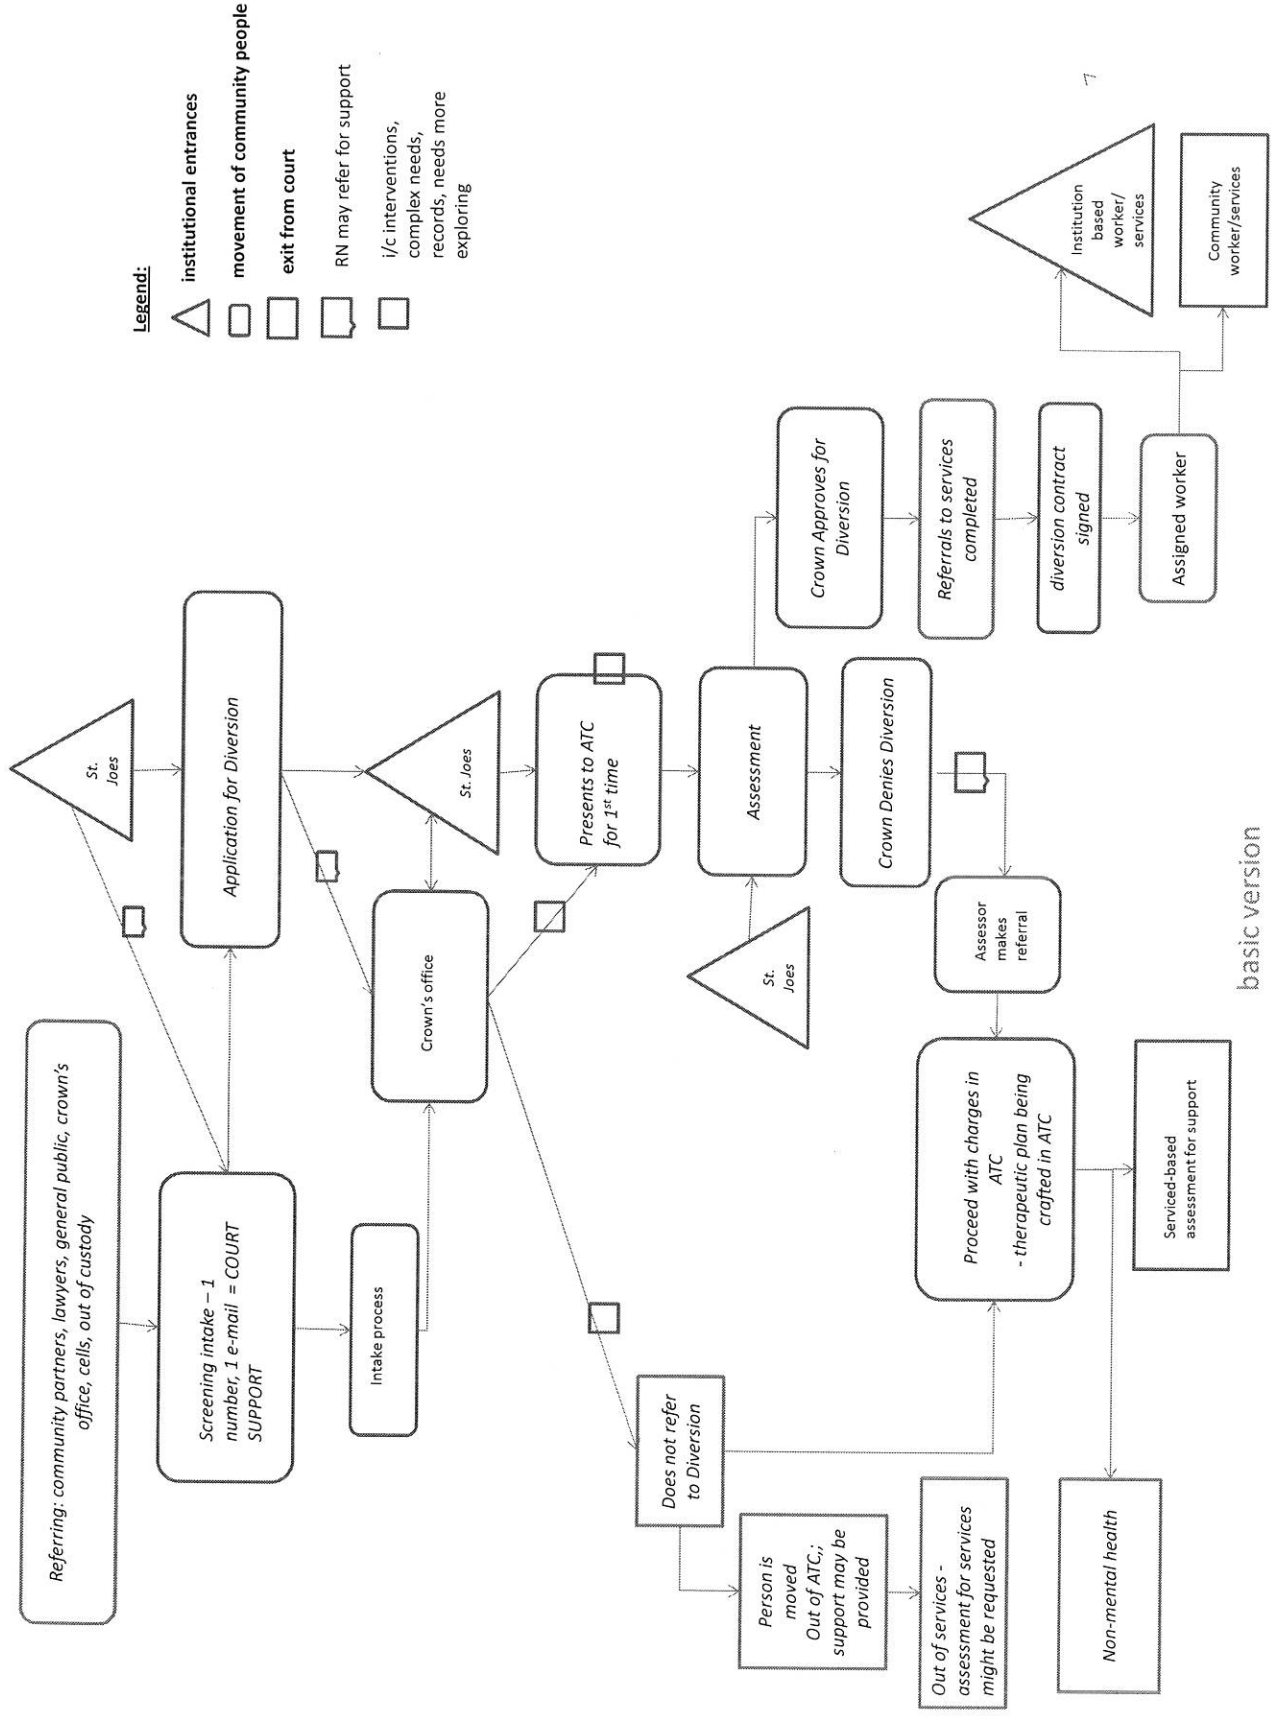 Legend:
institutional entrances
movement of community people
exit from court
RN may refer for support
i/c interventions,
complex needs,
records, needs more
exploring
Referring: community partners, lawyers, general public, crown's
office, cells, out of custody
St.
Joes
Screening intake – 1
number, 1 e-mail = COURT
SUPPORT
Application for Diversion
Intake process
Crown's office
St. Joes
Presents to ATC
for 1st time
Does not refer
to Diversion
St.
Joes
Assessment
Person is
moved
Out of ATC,;
support may be
provided
Crown Denies Diversion
Crown Approves for
Diversion
Out of services -
assessment for services
might be requested
Proceed with charges in
ATC
- therapeutic plan being
crafted in ATC
Assessor
makes
referral
Referrals to services
completed
diversion contract
signed
Non-mental health
Serviced-based
assessment for support
Assigned worker
Institution
based
worker/
services
Community
worker/services
basic version
7